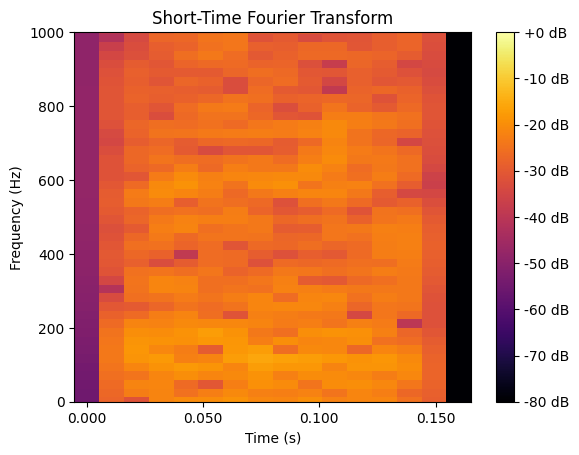 Short-Time Fourier Transform
Frequency (Hz)
1000
800
600
400
200
0
0.000
0.050
0.100
0.150
Time (s)
+0 dB
-10 dB
-20 dB
-30 dB
-40 dB
-50 dB
-60 dB
-70 dB
-80 dB